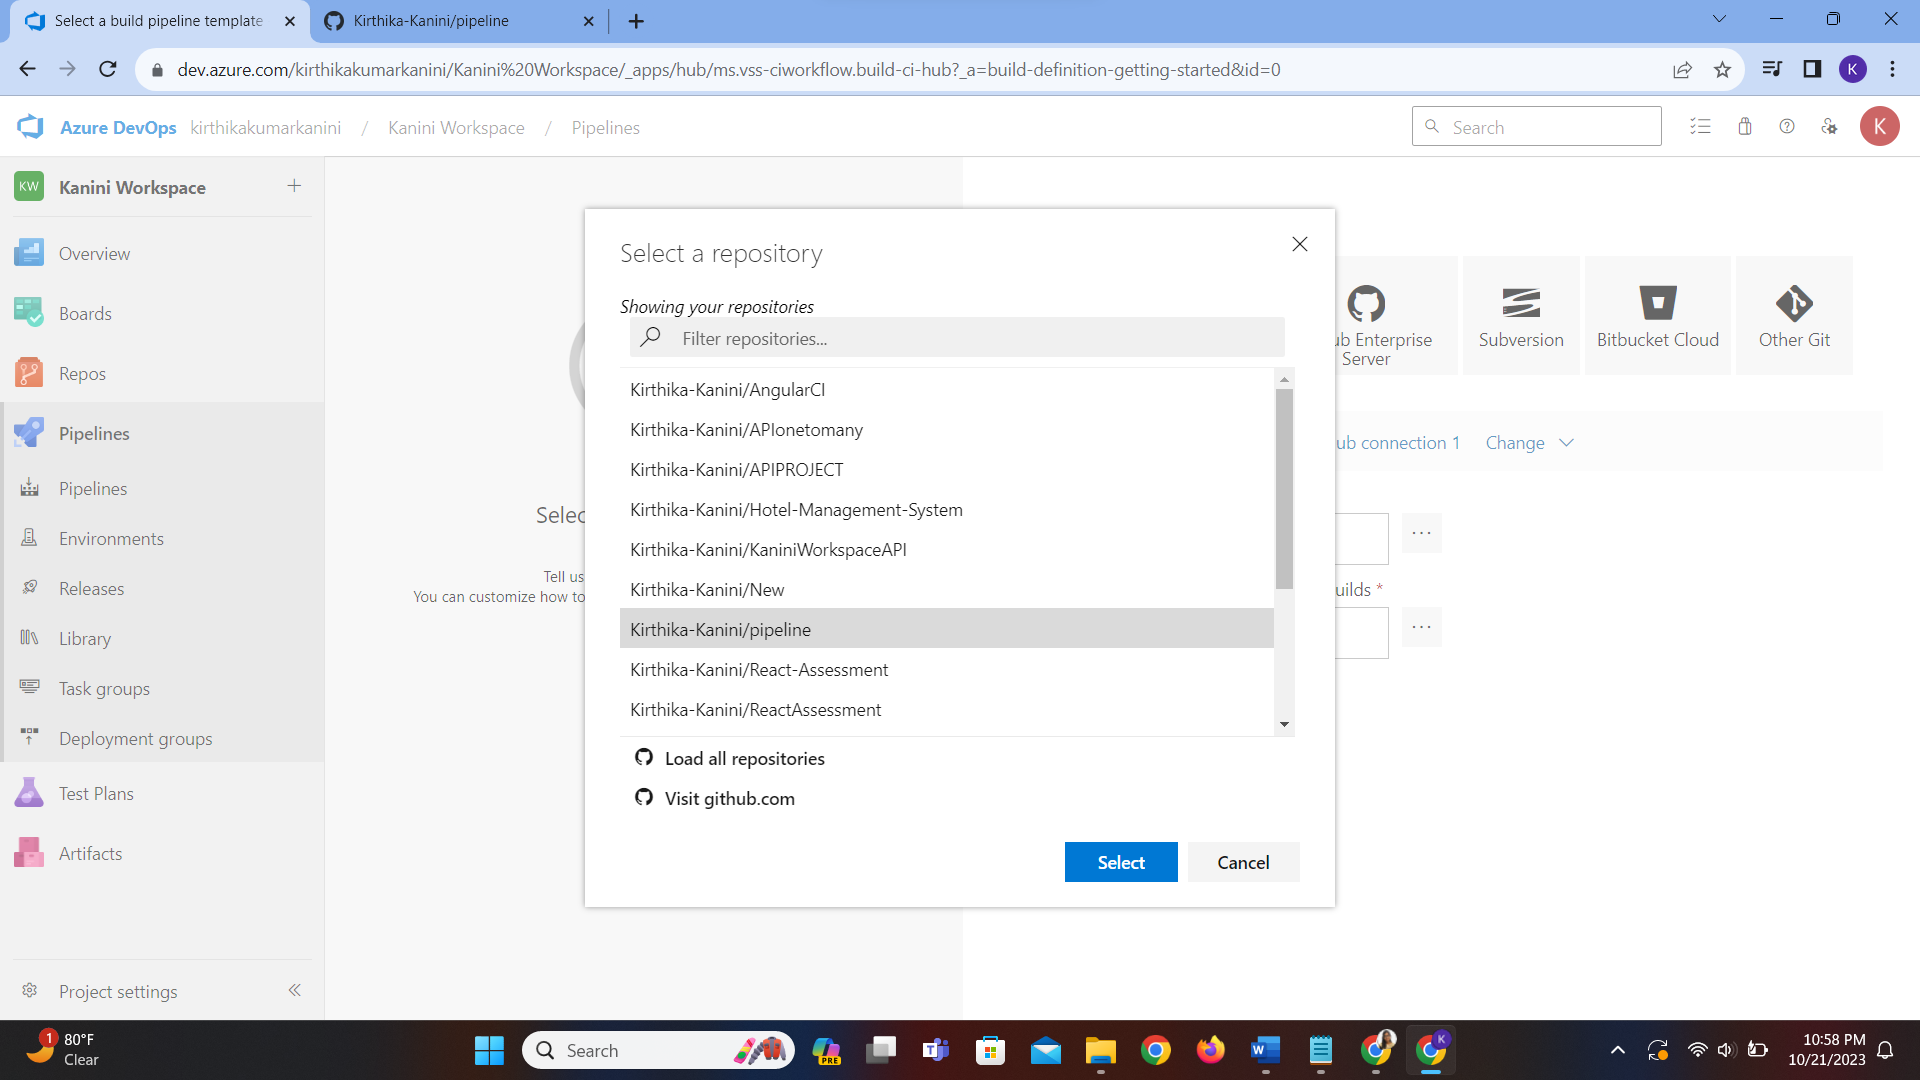 Select a build pipeline template
Kirthika-Kanini/pipeline
dev.azure.com/kirthikakumarkanini/Kanini%20Workspace/_apps/hub/ms.vss-ciworkflow.build-ci-hub?_a=build-definition-getting-started&id=0
K
Azure DevOps kirthikakumarkanini / Kanini Workspace / Pipelines
Search
K
KW Kanini Workspace
Overview
Boards
Repos
Pipelines
Pipelines
Environments
Releases
Library
Task groups
Deployment groups
Test Plans
Artifacts
Project settings
Selec
Tell us
You can customize how to
Select a repository
Showing your repositories
Filter repositories...
Kirthika-Kanini/AngularCI
Kirthika-Kanini/APIonetomany
Kirthika-Kanini/APIPROJECT
Kirthika-Kanini/Hotel-Management-System
Kirthika-Kanini/KaniniWorkspaceAPI
Kirthika-Kanini/New
Kirthika-Kanini/pipeline
Kirthika-Kanini/React-Assessment
Kirthika-Kanini/ReactAssessment
Load all repositories
Visit github.com
Select
Cancel
ub Enterprise
Server
Subversion
Bitbucket Cloud
Other Git
ub connection 1 Change
...
uilds *
...
1
80°F
Clear
Search
PRE
K
10:58 PM
10/21/2023